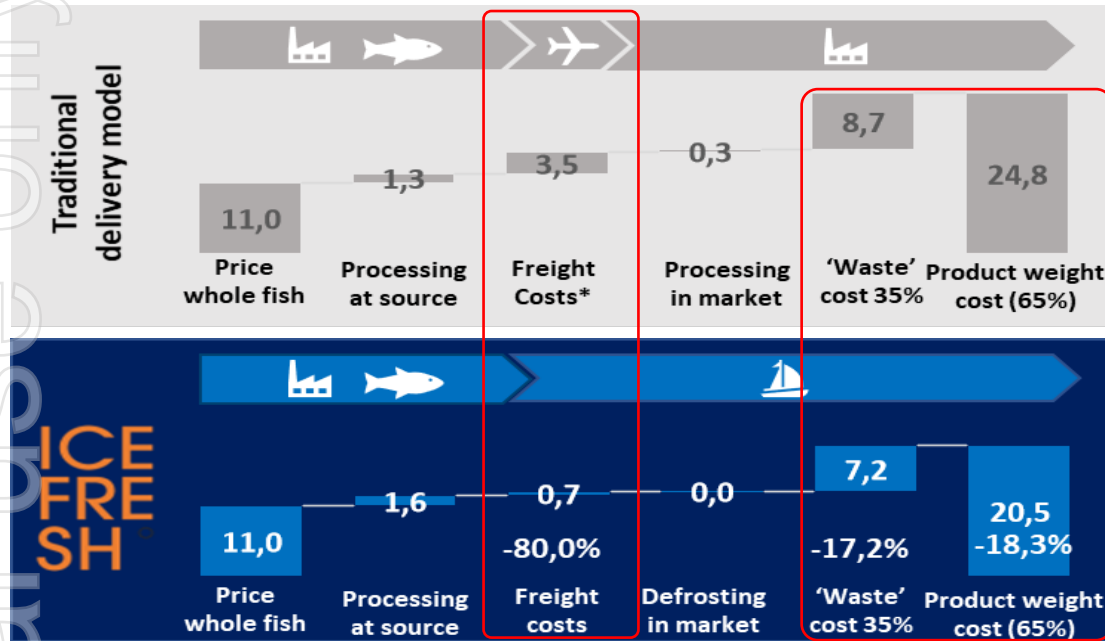 Traditional
delivery model
11,0
1,3
3,5
0,3
8,7
24,8
Price
whole fish
Processing
at source
Freight
Costs*
Processing
in market
‘Waste’
cost 35%
Product weight
cost (65%)
ICE
FRE
SH
11,0
1,6
0,7
-80,0%
0,0
7,2
-17,2%
20,5
-18,3%
Price
whole fish
Processing
at source
Freight
costs
Defrosting
in market
‘Waste’
cost 35%
Product weight
cost (65%)